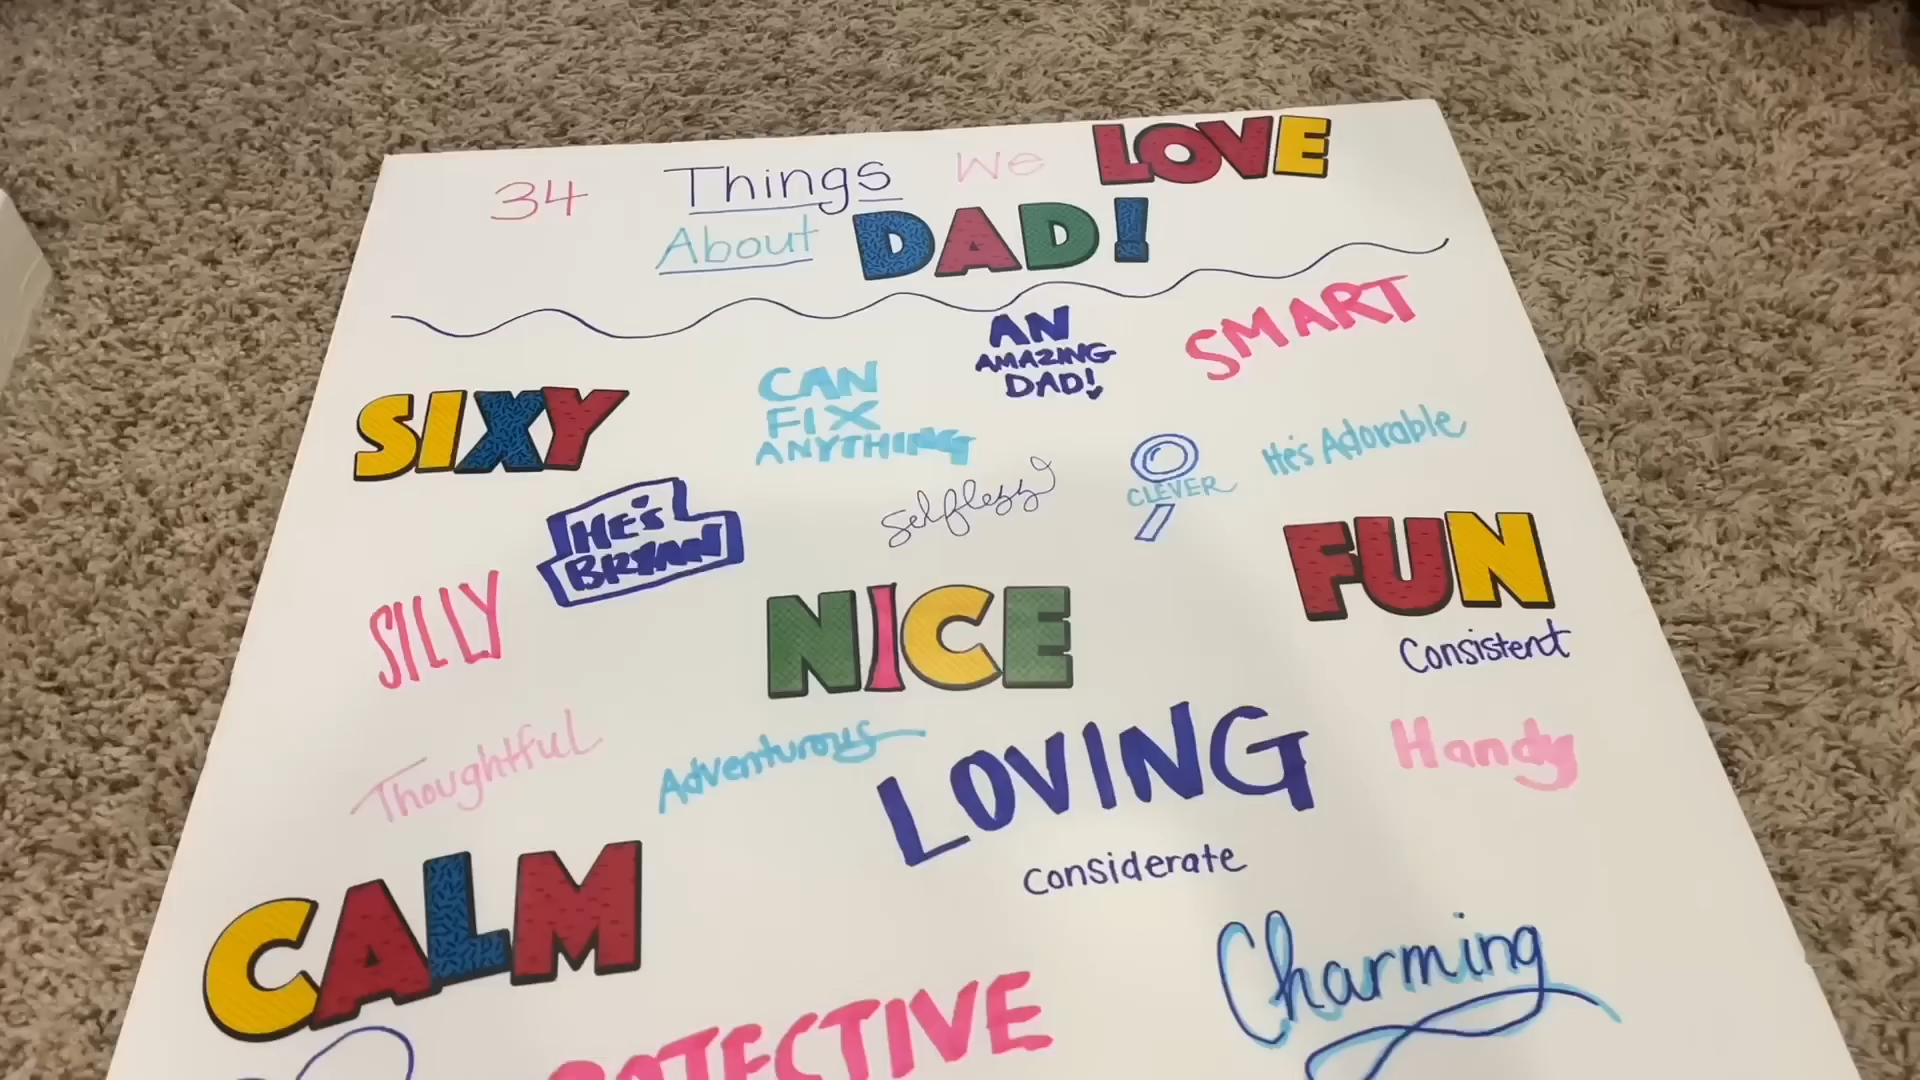 34 Things We LOVE
About DAD!
AN
AMAZING
DAD!
SMART
SIXY
CAN
FIX
ANYTHING
He's Adorable
CLEVER
selfless
HE'S
BRYAN
SILLY
NICE
FUN
Consistent
Thoughtful
Adventurous
LOVING
Handy
considerate
CALM
Charming